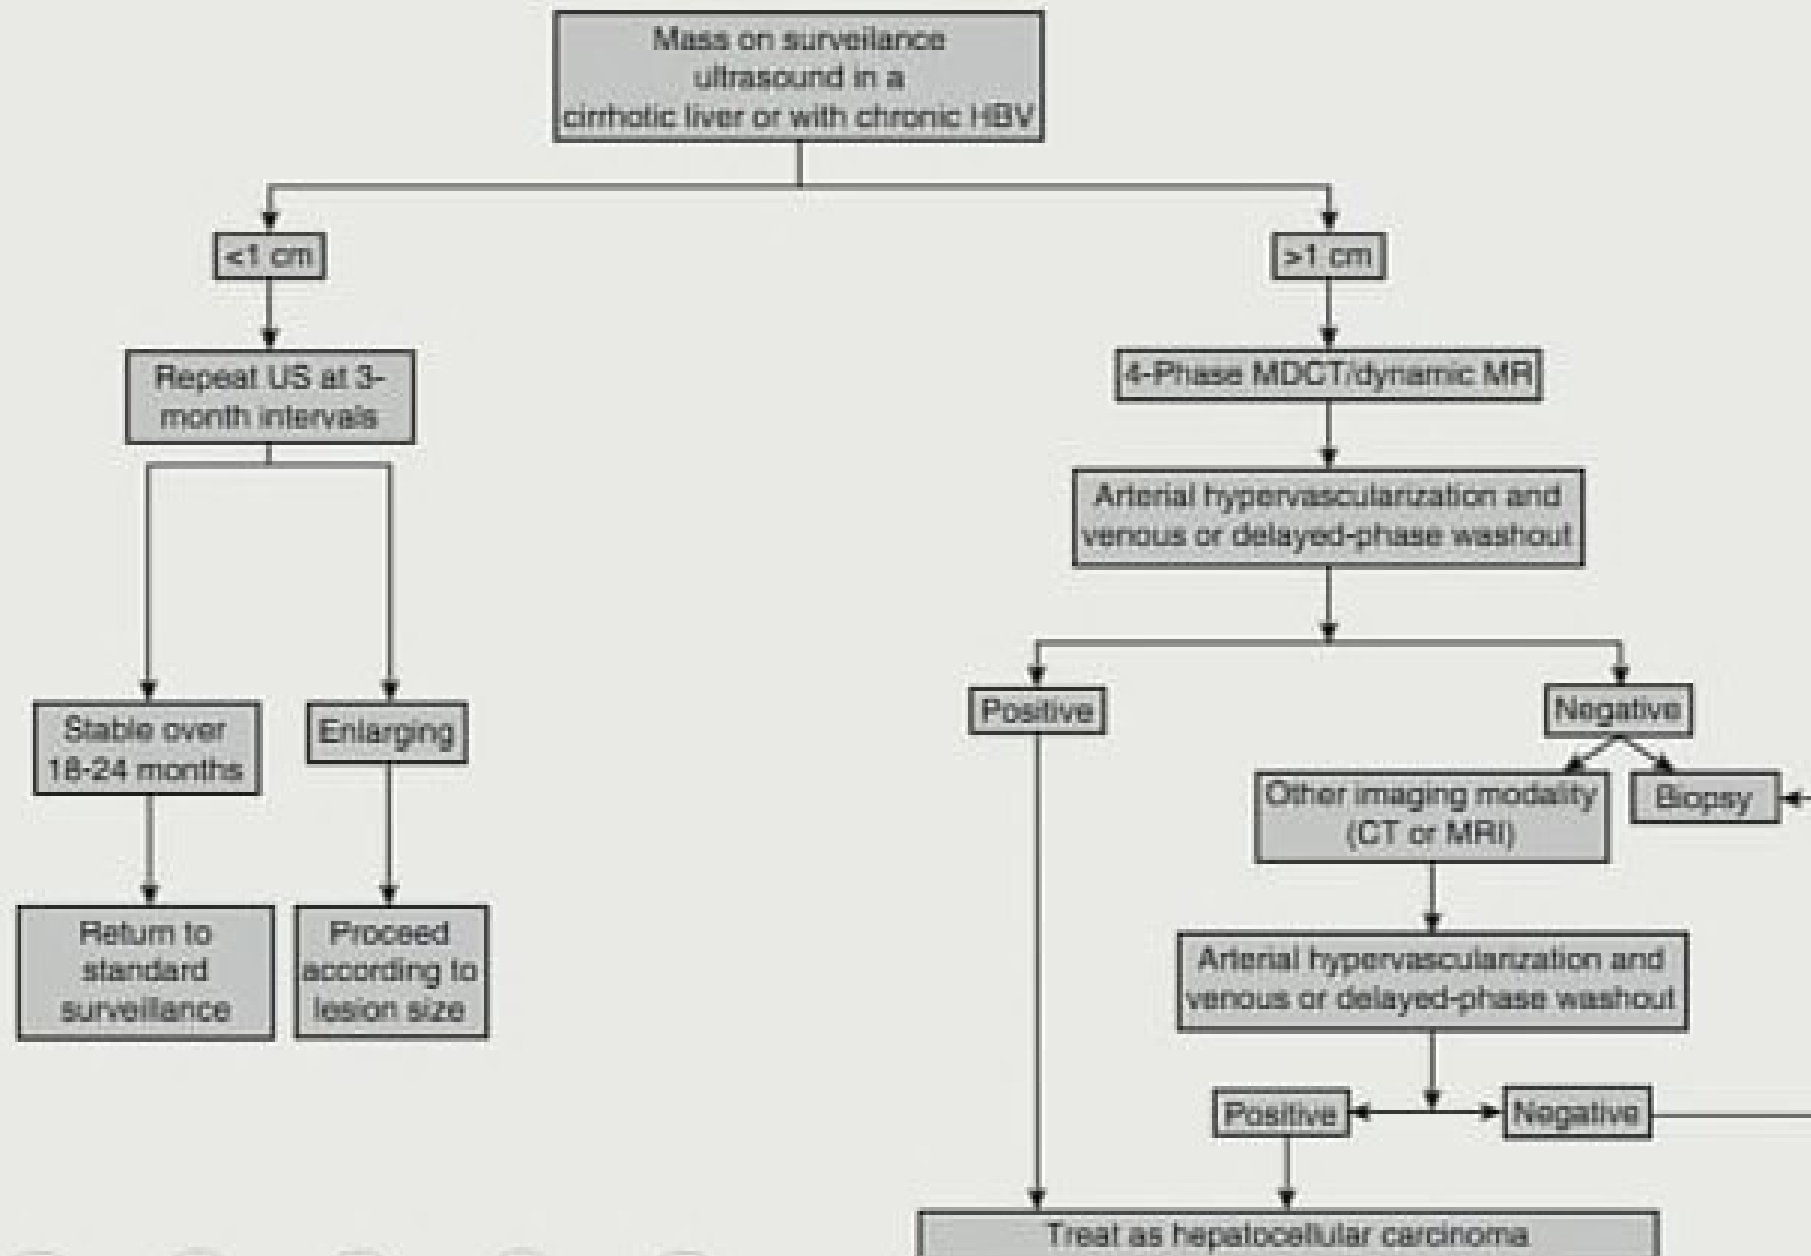 Mass on surveilance
ultrasound in a
cirrhotic liver or with chronic HBV
<1 cm
>1 cm
Repeat US at 3-
month intervals
4-Phase MDCT/dynamic MR
Arterial hypervascularization and
venous or delayed-phase washout
Stable over
18-24 months
Enlarging
Positive
Negative
Other imaging modality
(CT or MRI)
Biopsy
Return to
standard
surveillance
Proceed
according to
lesion size
Arterial hypervascularization and
venous or delayed-phase washout
Positive
Negative
Treat as hepatocellular carcinoma